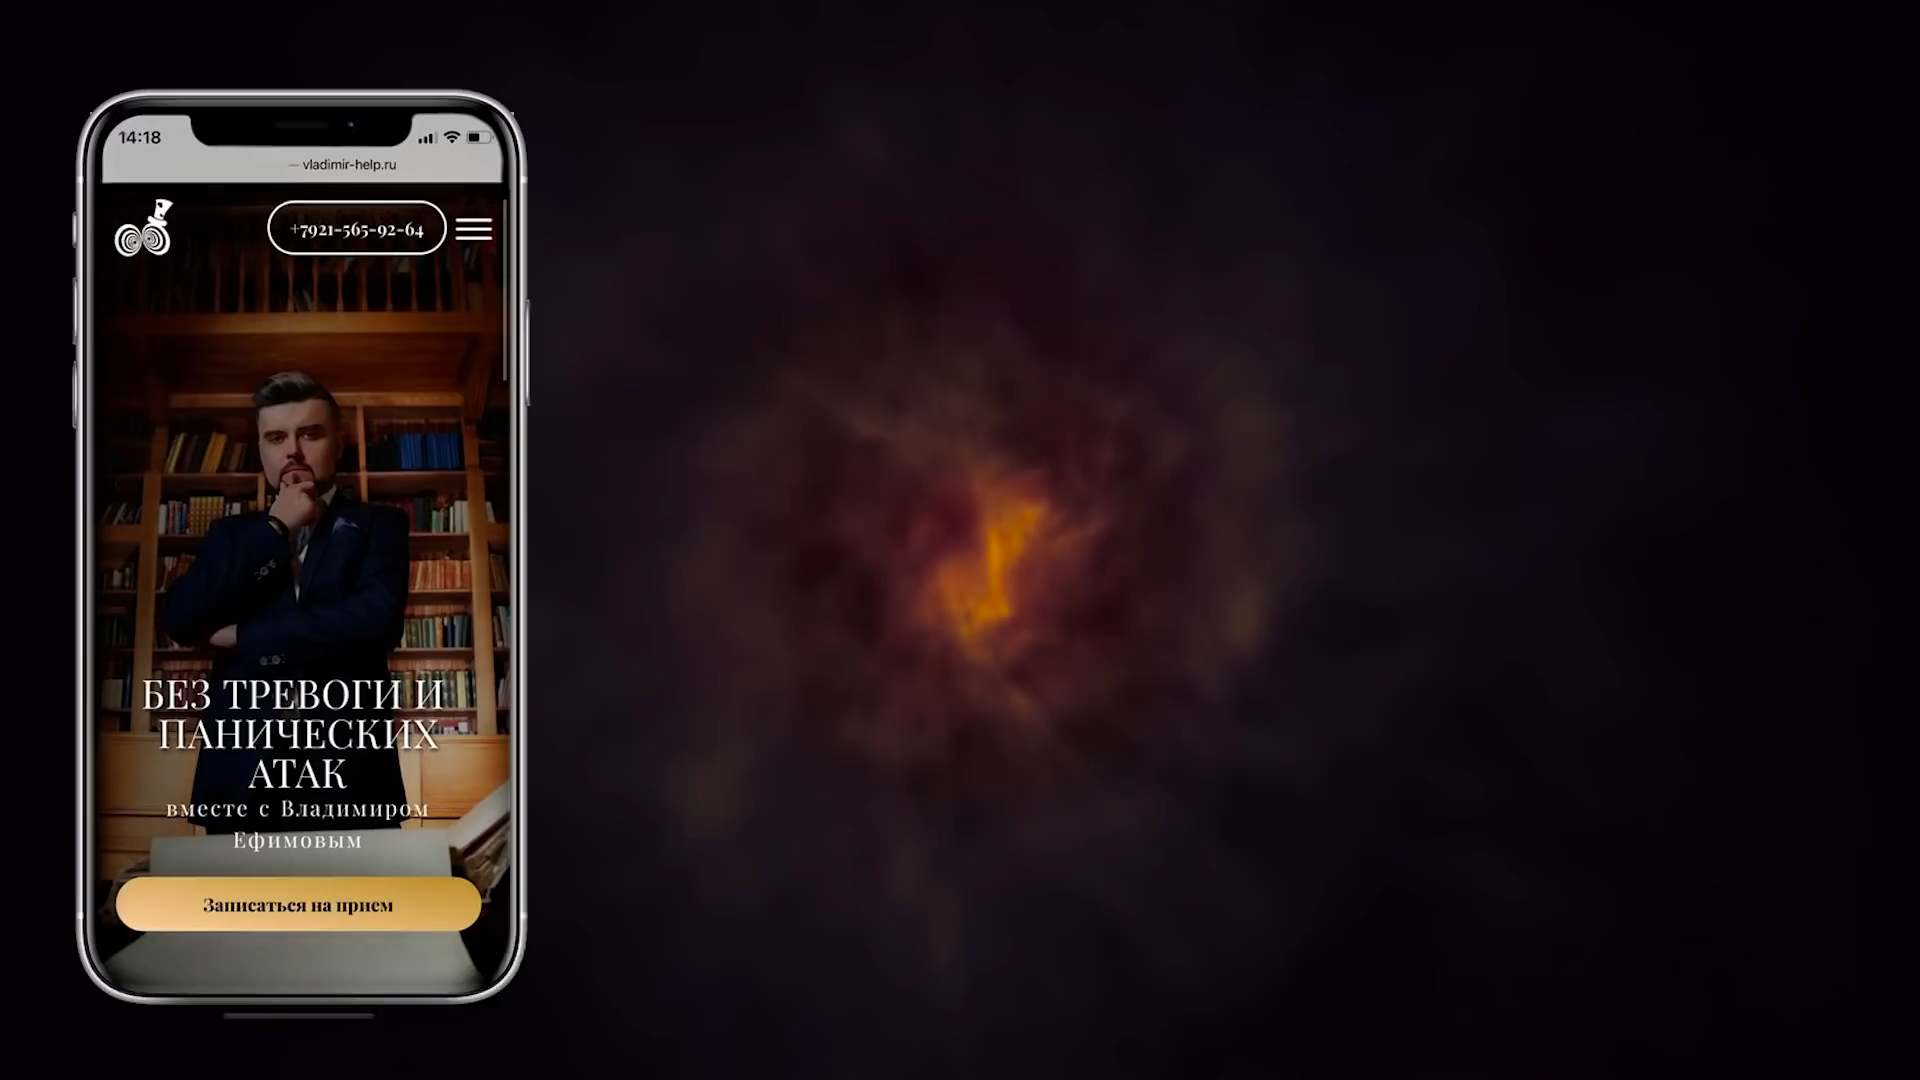 14:18
vladimir-help.ru
+7921-565-92-64
БЕЗ ТРЕВОГИ И
ПАНИЧЕСКИХ
АТАК
вместе с Владимиром
Ефимовым
Записаться на прием